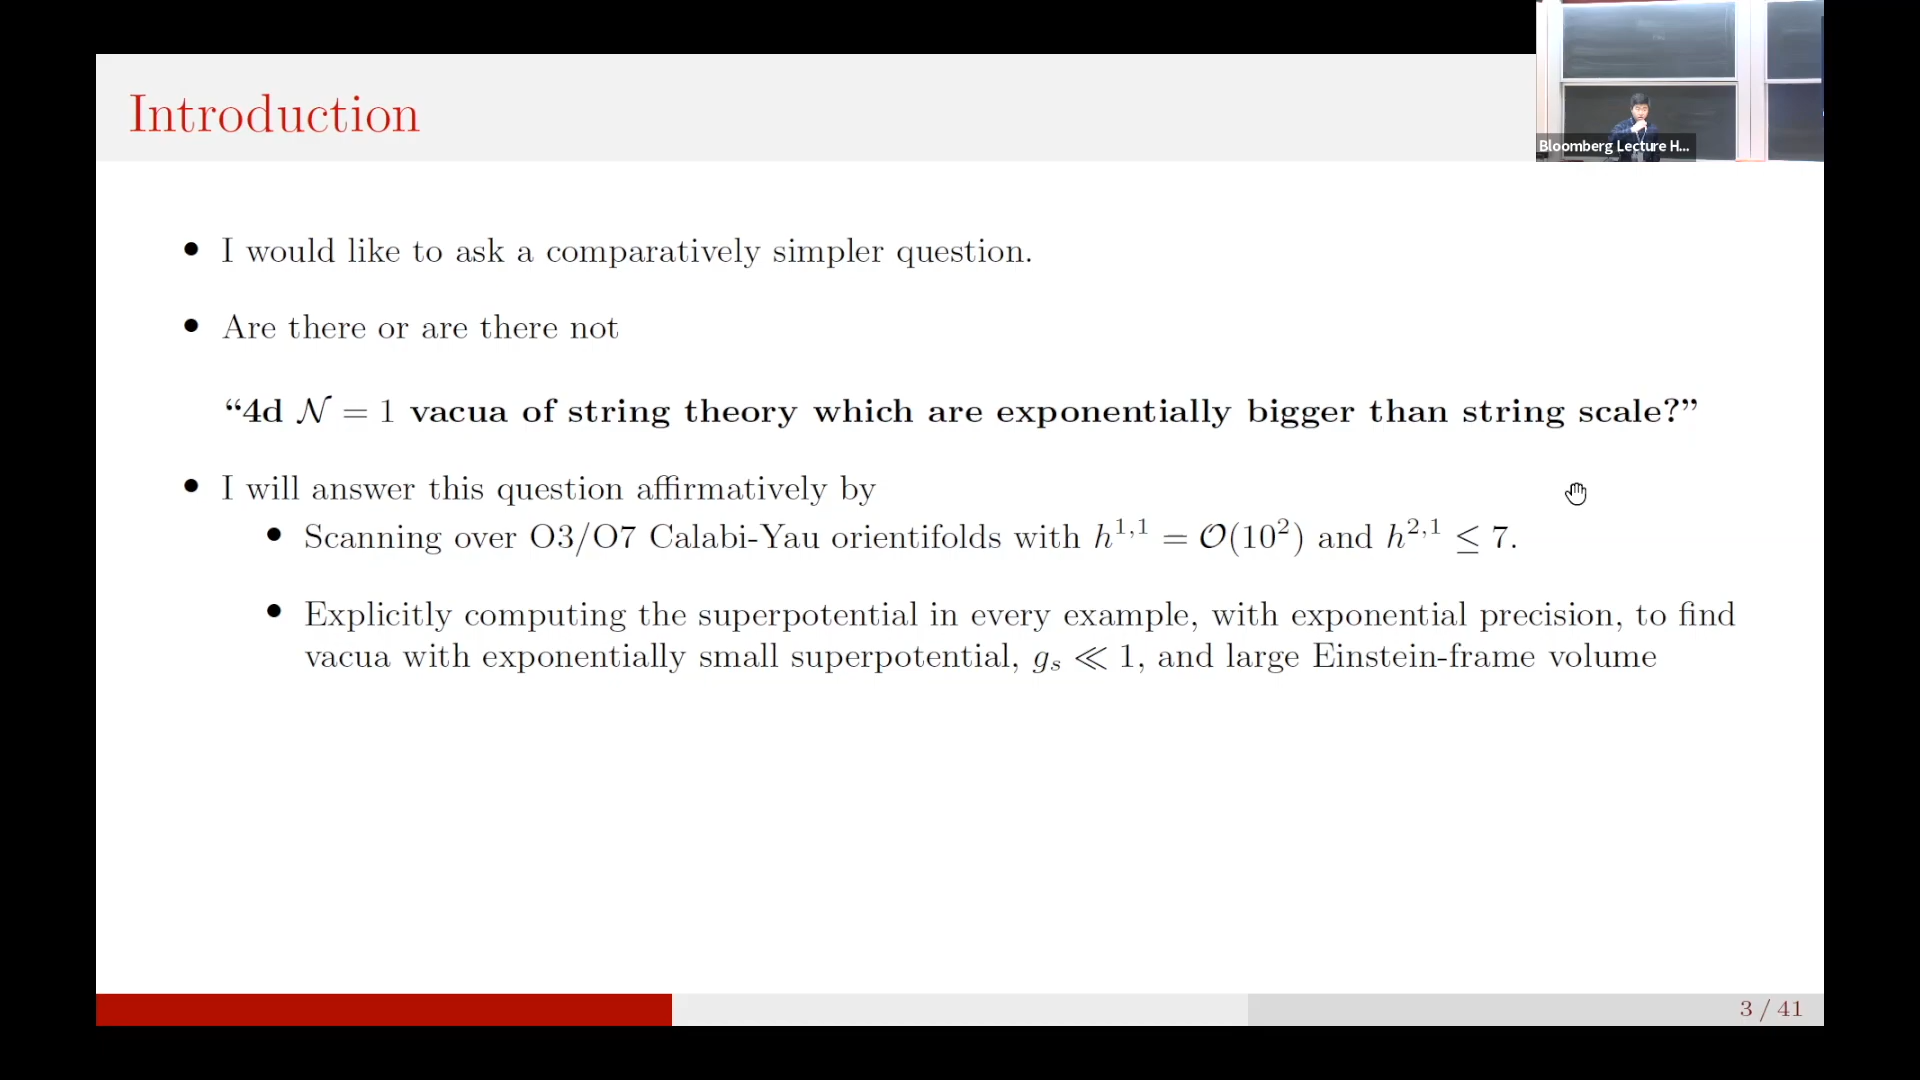 Introduction
Bloomberg Lecture H...
• I would like to ask a comparatively simpler question.
• Are there or are there not
“4d 𝒩 = 1 vacua of string theory which are exponentially bigger than string scale?”
• I will answer this question affirmatively by
• Scanning over O3/O7 Calabi-Yau orientifolds with h^{1,1} = 𝒪(10^2) and h^{2,1} ≤ 7.
• Explicitly computing the superpotential in every example, with exponential precision, to find
vacua with exponentially small superpotential, g_s ≪ 1, and large Einstein-frame volume
3 / 41